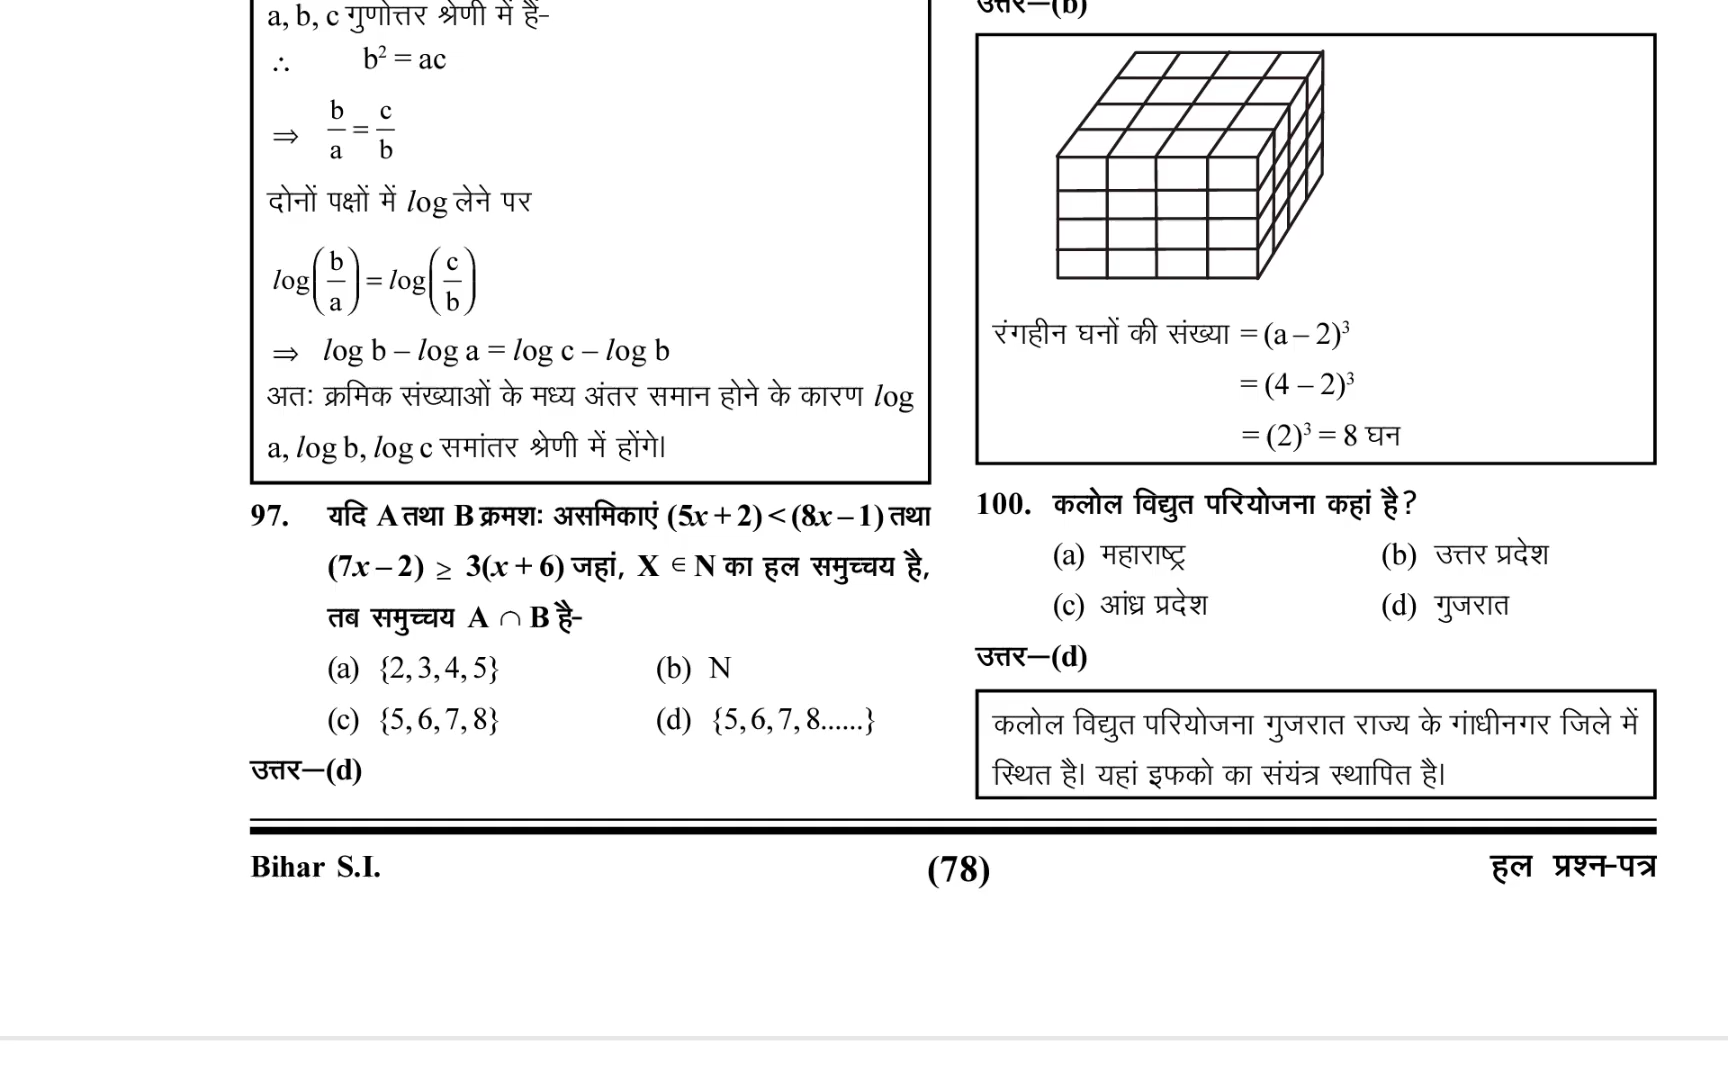 a, b, c गुणोत्तर श्रेणी में हैं-
∴ b² = ac
⇒ b/a = c/b
दोनों पक्षों में log लेने पर
log(b/a) = log(c/b)
⇒ log b – log a = log c – log b
अतः क्रमिक संख्याओं के मध्य अंतर समान होने के कारण log
a, log b, log c समांतर श्रेणी में होंगे।
97. यदि A तथा B क्रमशः असमिकाएं (5x + 2) < (8x – 1) तथा
(7x – 2) ≥ 3(x + 6) जहां, X ∈ N का हल समुच्चय है,
तब समुच्चय A ∩ B है-
(a) {2, 3, 4, 5} (b) N
(c) {5, 6, 7, 8} (d) {5, 6, 7, 8......}
उत्तर—(d)
उत्तर—(b)
रंगहीन घनों की संख्या = (a – 2)³
= (4 – 2)³
= (2)³ = 8 घन
100. कलोल विद्युत परियोजना कहां है?
(a) महाराष्ट्र (b) उत्तर प्रदेश
(c) आंध्र प्रदेश (d) गुजरात
उत्तर—(d)
कलोल विद्युत परियोजना गुजरात राज्य के गांधीनगर जिले में
स्थित है। यहां इफको का संयंत्र स्थापित है।
Bihar S.I. (78) हल प्रश्न-पत्र